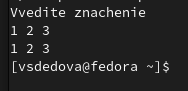 Vvedite znachenie
1 2 3
1 2 3
[vsdedova@fedora ~]$